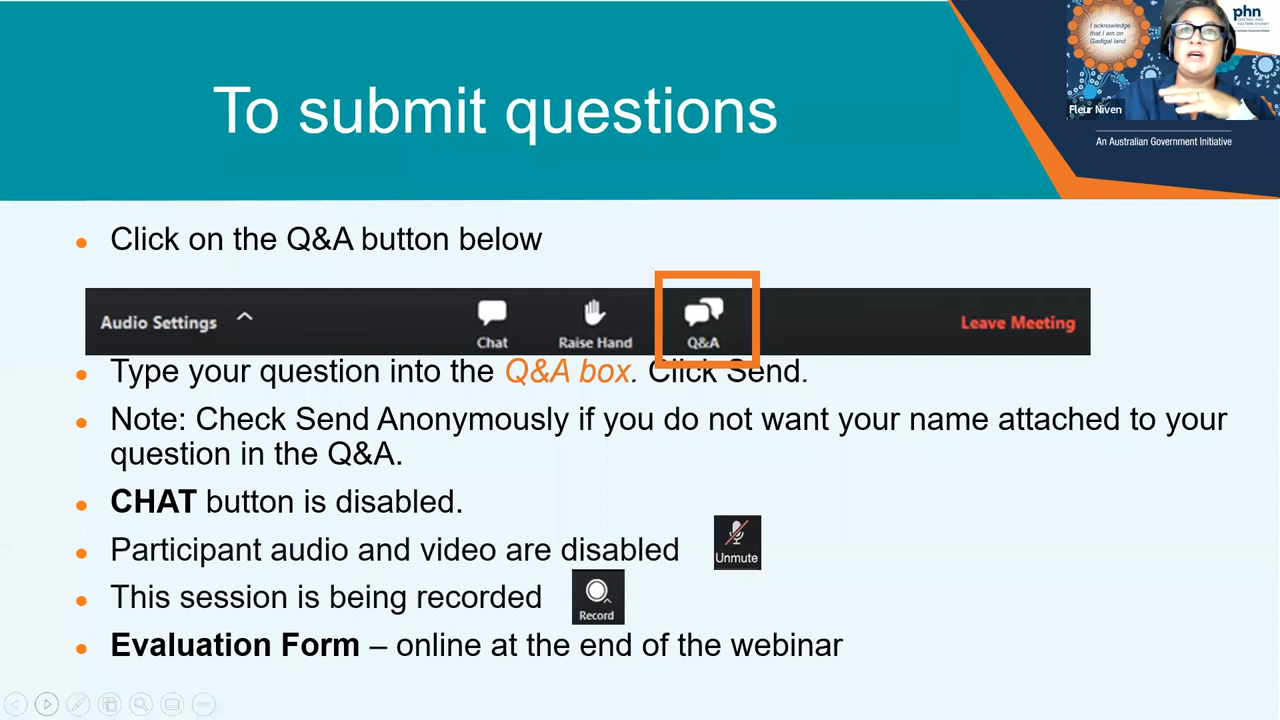 To submit questions
I acknowledge
that I am on
Gadigal land
phn
CENTRAL AND
EASTERN SYDNEY
Fleur Niven
An Australian Government Initiative
Click on the Q&A button below
Audio Settings
Chat
Raise Hand
Q&A
Leave Meeting
Type your question into the Q&A box. Click Send.
Note: Check Send Anonymously if you do not want your name attached to your
question in the Q&A.
CHAT button is disabled.
Participant audio and video are disabled
Unmute
This session is being recorded
Record
Evaluation Form – online at the end of the webinar